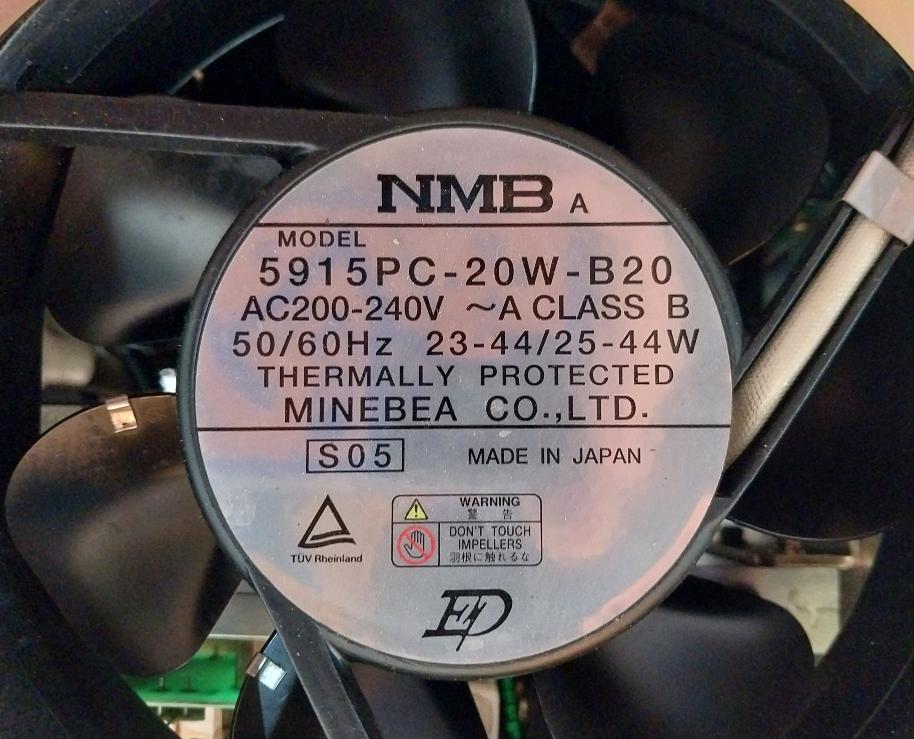 NMB A
MODEL
5915PC-20W-B20
AC200-240V ~A CLASS B
50/60Hz 23-44/25-44W
THERMALLY PROTECTED
MINEBEA CO.,LTD.
S05 MADE IN JAPAN
TÜV Rheinland
WARNING
警 告
DON'T TOUCH
IMPELLERS
羽根に触れるな